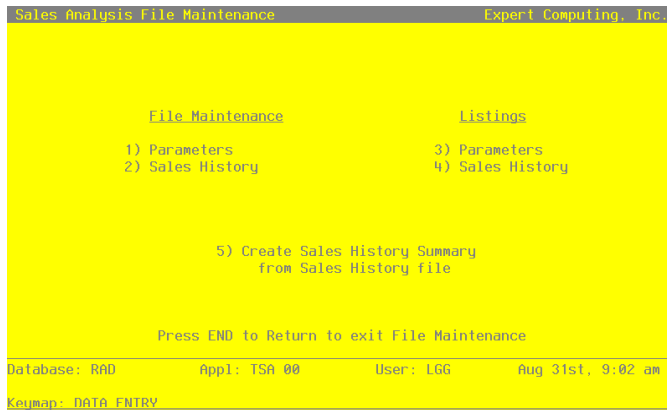 Sales Analysis File Maintenance Expert Computing, Inc.
File Maintenance Listings
1) Parameters 3) Parameters
2) Sales History 4) Sales History
5) Create Sales History Summary
from Sales History file
Press END to Return to exit File Maintenance
Database: RAD Appl: TSA 00 User: LGG Aug 31st, 9:02 am
Keymap: DATA ENTRY